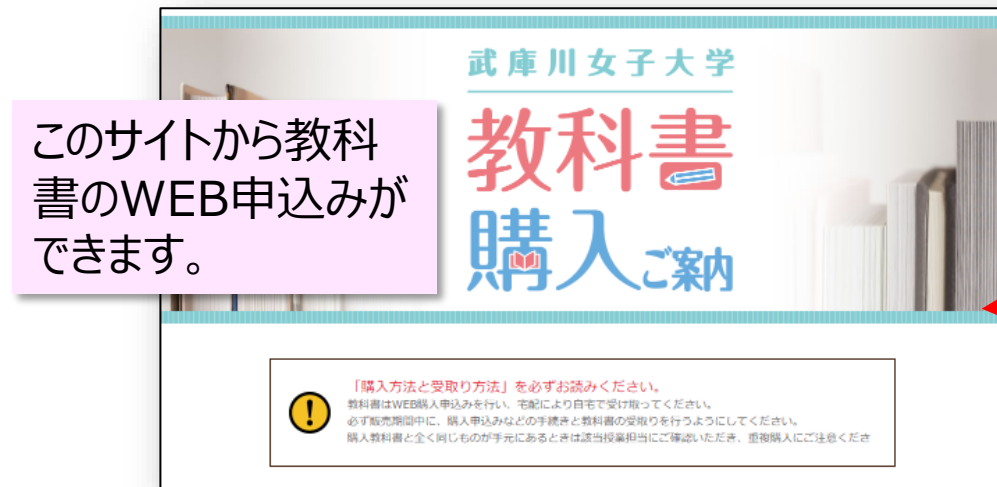 武庫川女子大学
教科書
購入ご案内
このサイトから教科
書のWEB申込みが
できます。
「購入方法と受取り方法」を必ずお読みください。
教科書はWEB購入申込みを行い、宅配により自宅で受け取ってください。
必ず販売期間中に、購入申込みなどの手続きと教科書の受取りを行うようにしてください。
購入教科書と全く同じものが手元にあるときは該当授業担当にご確認いただき、重複購入にご注意くださ